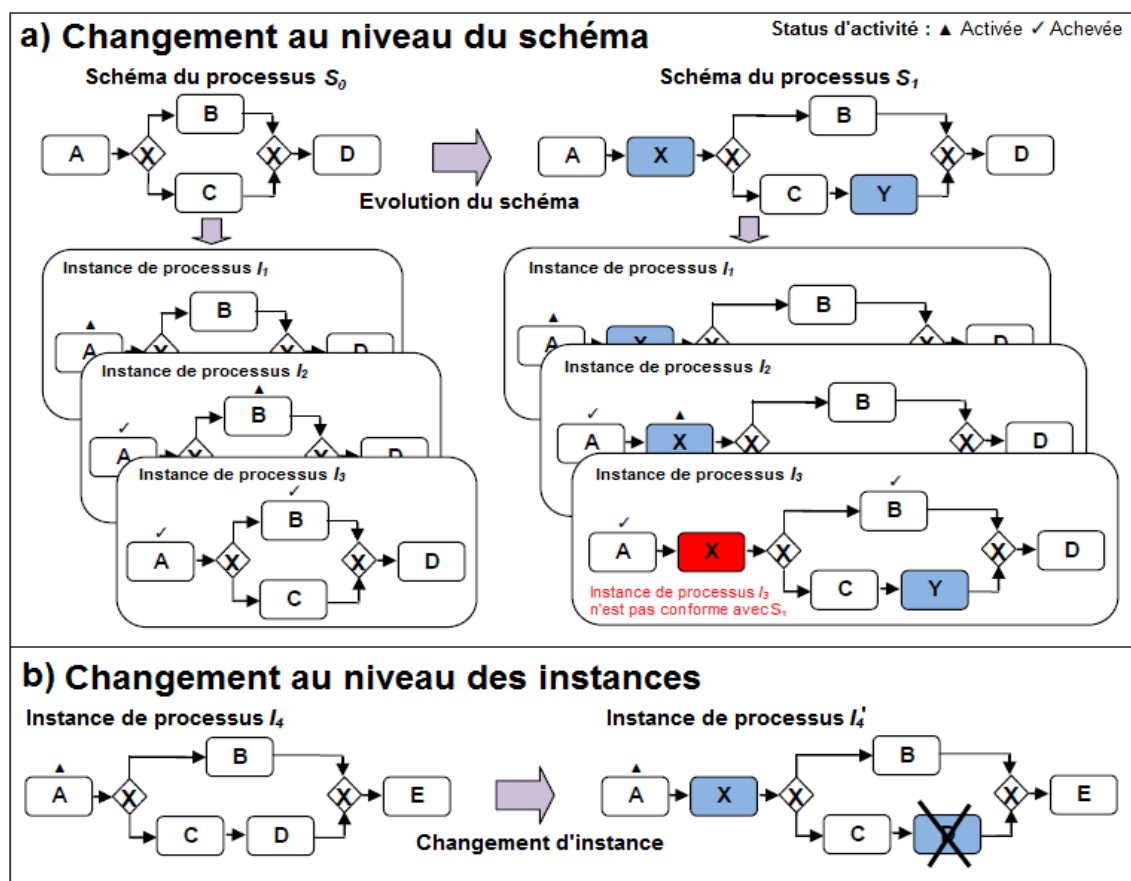 a) Changement au niveau du schéma
Status d'activité : ▲ Activée ✓ Achevée
Schéma du processus S0
Schéma du processus S1
A X B C X D
A X X B C Y X D
Evolution du schéma
Instance de processus I1
▲
A X B X D
Instance de processus I2
✓ ▲
A X B X D
Instance de processus I3
✓ ✓
A X B C X D
Instance de processus I1
▲
A X X B X D
Instance de processus I2
✓ ▲
A X X B X D
Instance de processus I3
✓ ✓
A X X B C Y X D
Instance de processus I3
n'est pas conforme avec S1
b) Changement au niveau des instances
Instance de processus I4
Instance de processus I4'
▲
A X B C D X E
Changement d'instance
▲
A X X B C D X E